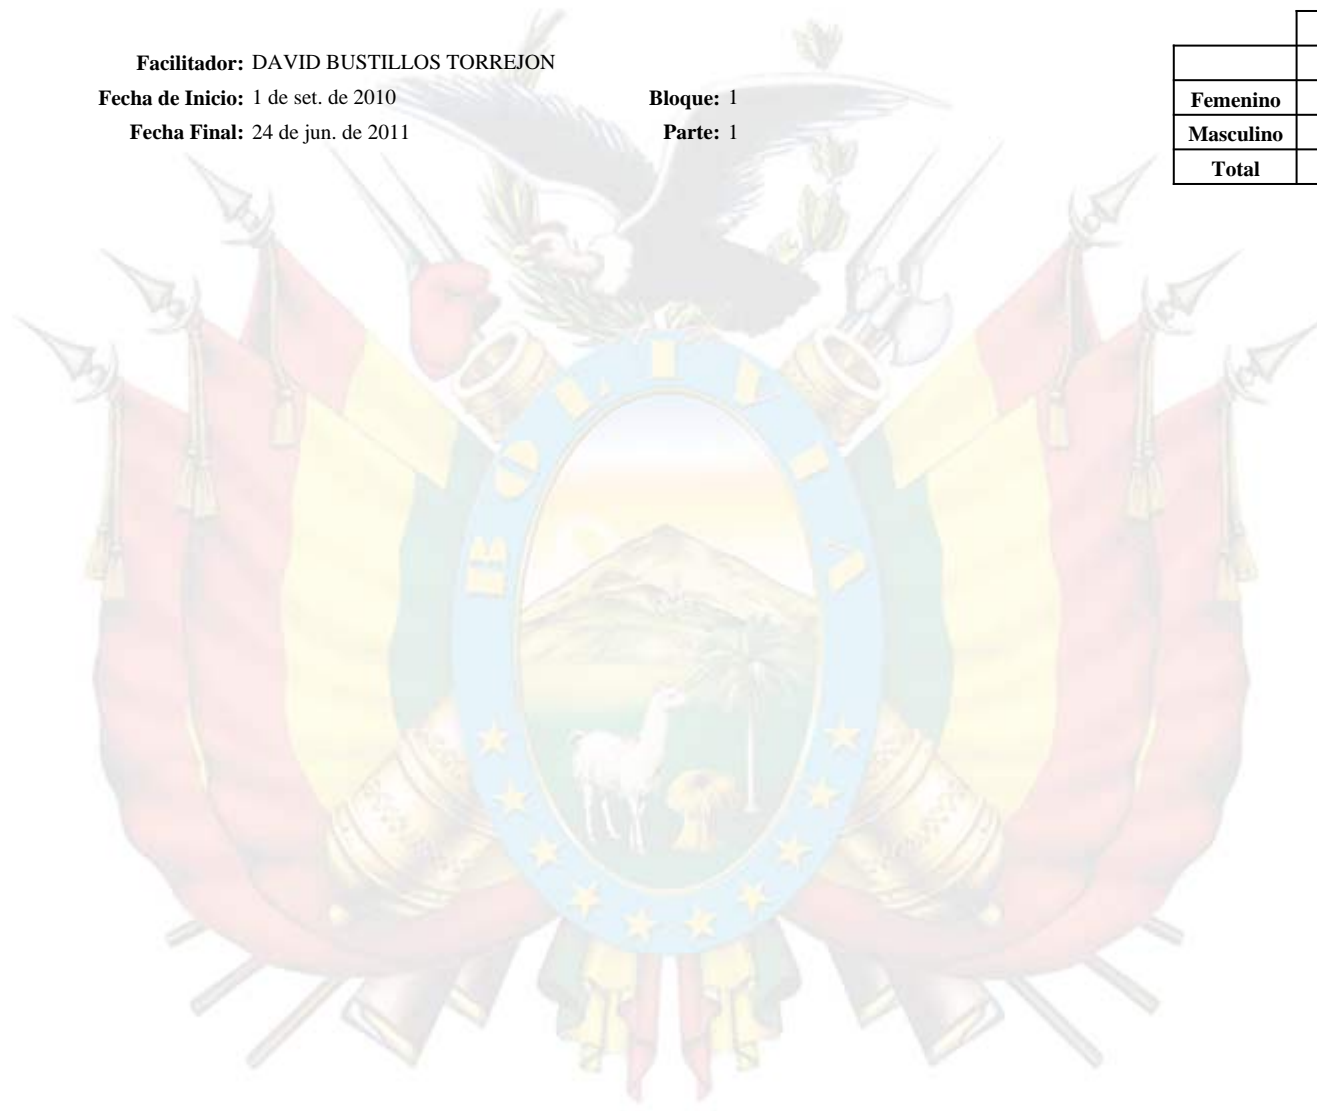 Facilitador: DAVID BUSTILLOS TORREJON
Fecha de Inicio: 1 de set. de 2010 Bloque: 1
Fecha Final: 24 de jun. de 2011 Parte: 1
Femenino
Masculino
Total
BOLIVIA